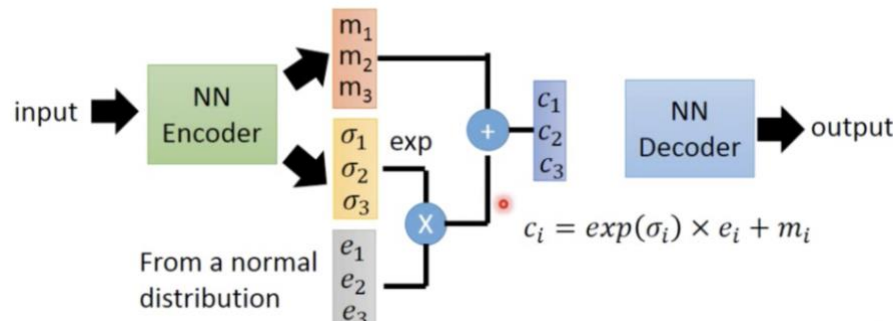 input
NN
Encoder
m₁
m₂
m₃
σ₁
σ₂
σ₃
exp
From a normal
distribution
e₁
e₂
e₃
X
+
c₁
c₂
c₃
NN
Decoder
output
cᵢ = exp(σᵢ) × eᵢ + mᵢ